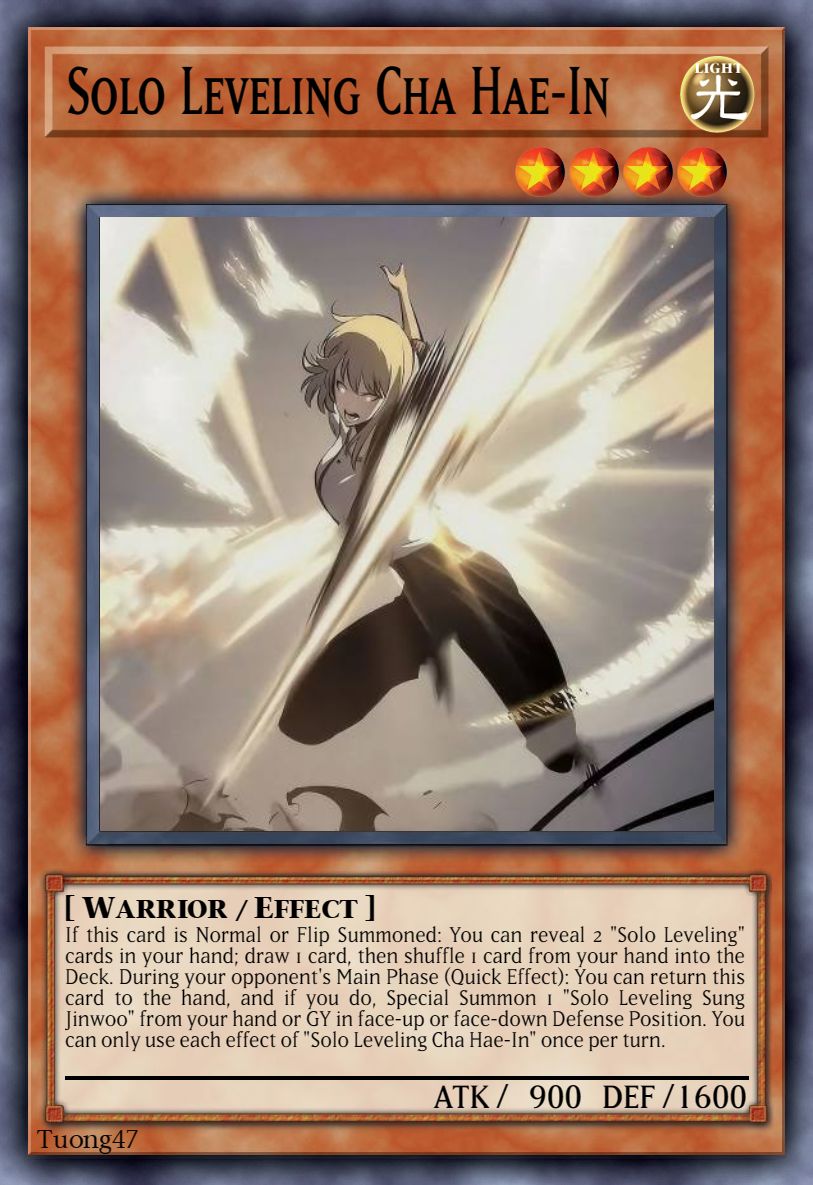 Solo Leveling Cha Hae-In
LIGHT
光
[ Warrior / Effect ]
If this card is Normal or Flip Summoned: You can reveal 2 "Solo Leveling"
cards in your hand; draw 1 card, then shuffle 1 card from your hand into the
Deck. During your opponent's Main Phase (Quick Effect): You can return this
card to the hand, and if you do, Special Summon 1 "Solo Leveling Sung
Jinwoo" from your hand or GY in face-up or face-down Defense Position. You
can only use each effect of "Solo Leveling Cha Hae-In" once per turn.
ATK / 900 DEF /1600
Tuong47